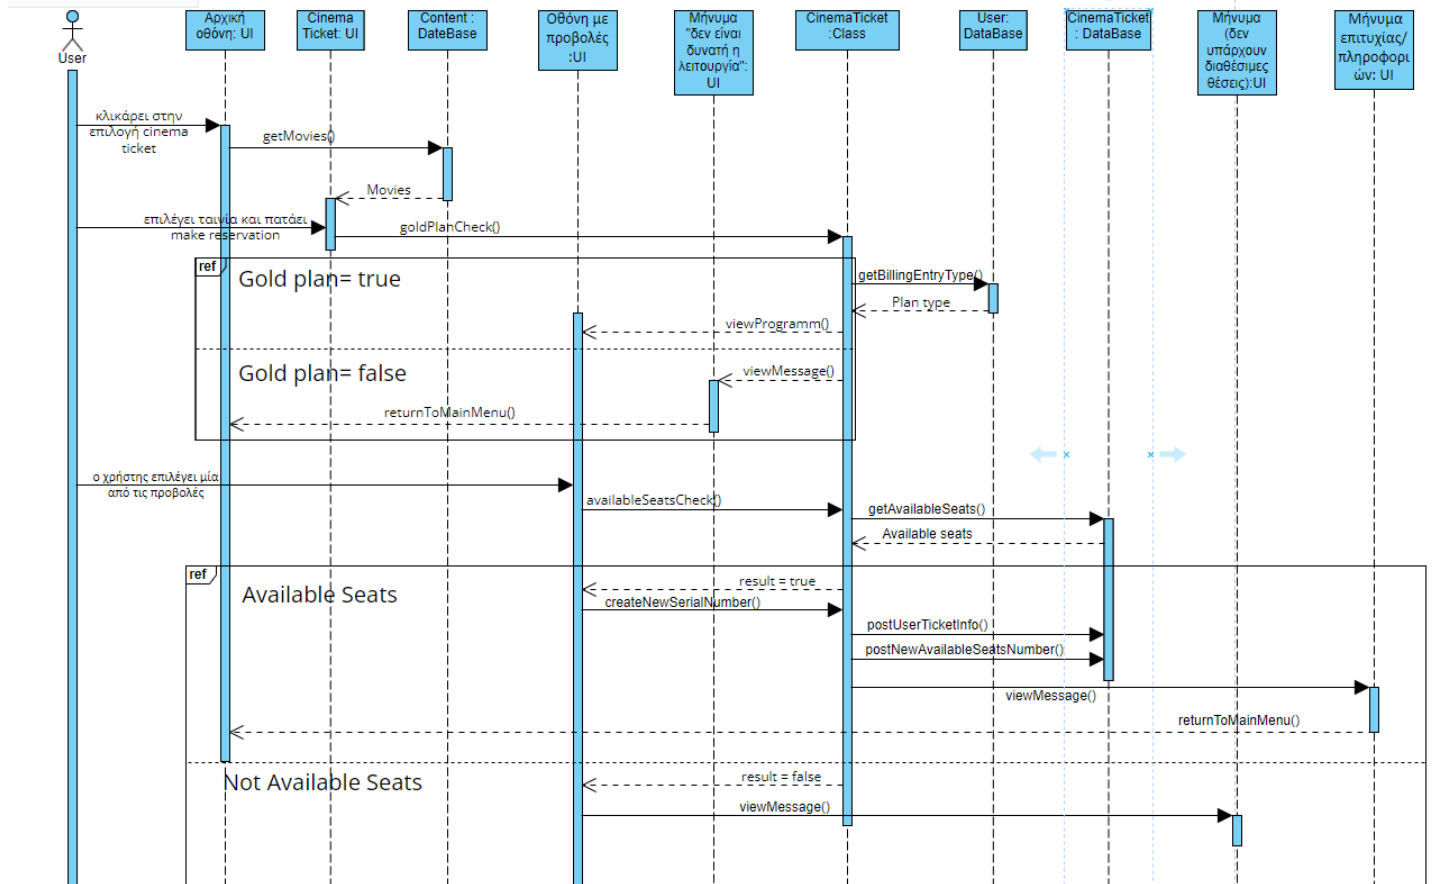 User
Αρχική
οθόνη: UI
Cinema
Ticket: UI
Content :
DateBase
Οθόνη με
προβολές
:UI
Μήνυμα
"δεν είναι
δυνατή η
λειτουργία":
UI
CinemaTicket
:Class
User:
DataBase
CinemaTicket
: DataBase
Μήνυμα
(δεν
υπάρχουν
διαθέσιμες
θέσεις):UI
Μήνυμα
επιτυχίας/
πληροφορι
ών: UI
κλικάρει στην
επιλογή cinema
ticket
getMovies()
Movies
επιλέγει ταινία και πατάει
make reservation
goldPlanCheck()
ref
Gold plan= true
getBillingEntryType()
Plan type
viewProgramm()
Gold plan= false
viewMessage()
returnToMainMenu()
ο χρήστης επιλέγει μία
από τις προβολές
availableSeatsCheck()
getAvailableSeats()
Available seats
ref
Available Seats
result = true
createNewSerialNumber()
postUserTicketInfo()
postNewAvailableSeatsNumber()
viewMessage()
returnToMainMenu()
Not Available Seats
result = false
viewMessage()